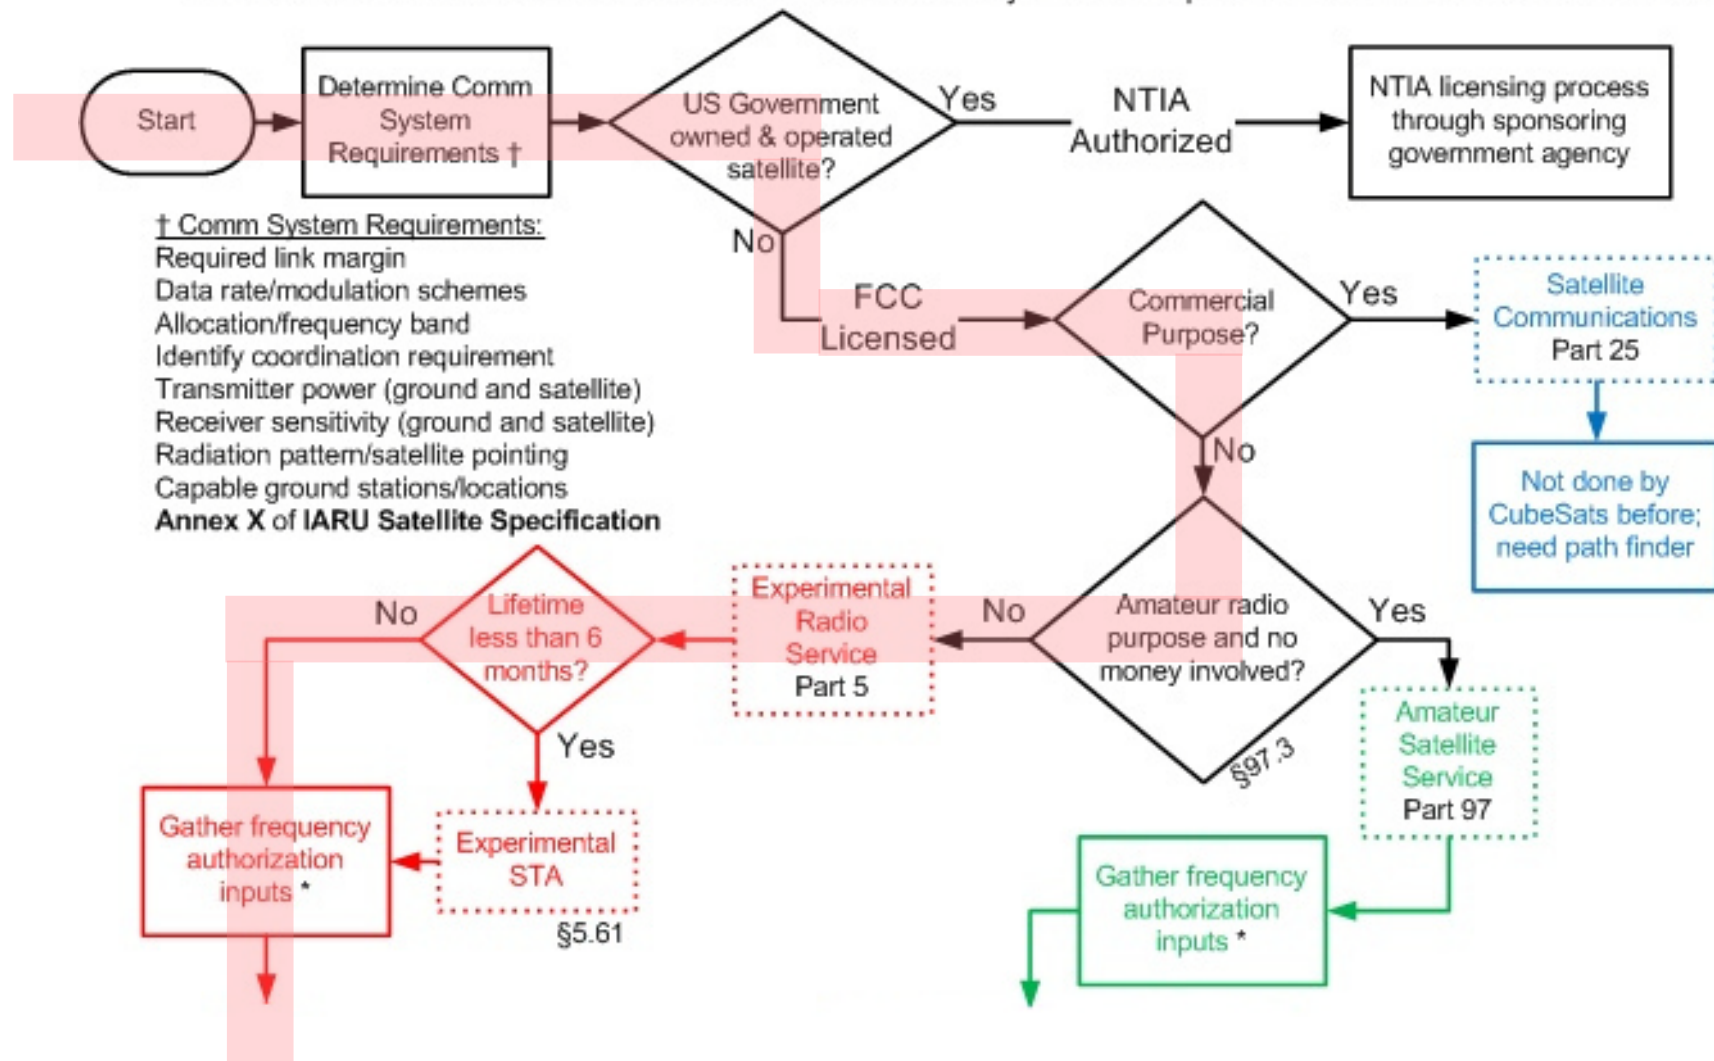 Start
Determine Comm
System
Requirements †
US Government
owned & operated
satellite?
Yes
NTIA
Authorized
NTIA licensing process
through sponsoring
government agency
No
† Comm System Requirements:
Required link margin
Data rate/modulation schemes
Allocation/frequency band
Identify coordination requirement
Transmitter power (ground and satellite)
Receiver sensitivity (ground and satellite)
Radiation pattern/satellite pointing
Capable ground stations/locations
Annex X of IARU Satellite Specification
FCC
Licensed
Commercial
Purpose?
Yes
Satellite
Communications
Part 25
No
Not done by
CubeSats before;
need path finder
Amateur radio
purpose and no
money involved?
§97.3
No
Experimental
Radio
Service
Part 5
Lifetime
less than 6
months?
No
Yes
Experimental
STA
§5.61
Gather frequency
authorization
inputs *
Yes
Amateur
Satellite
Service
Part 97
Gather frequency
authorization
inputs *